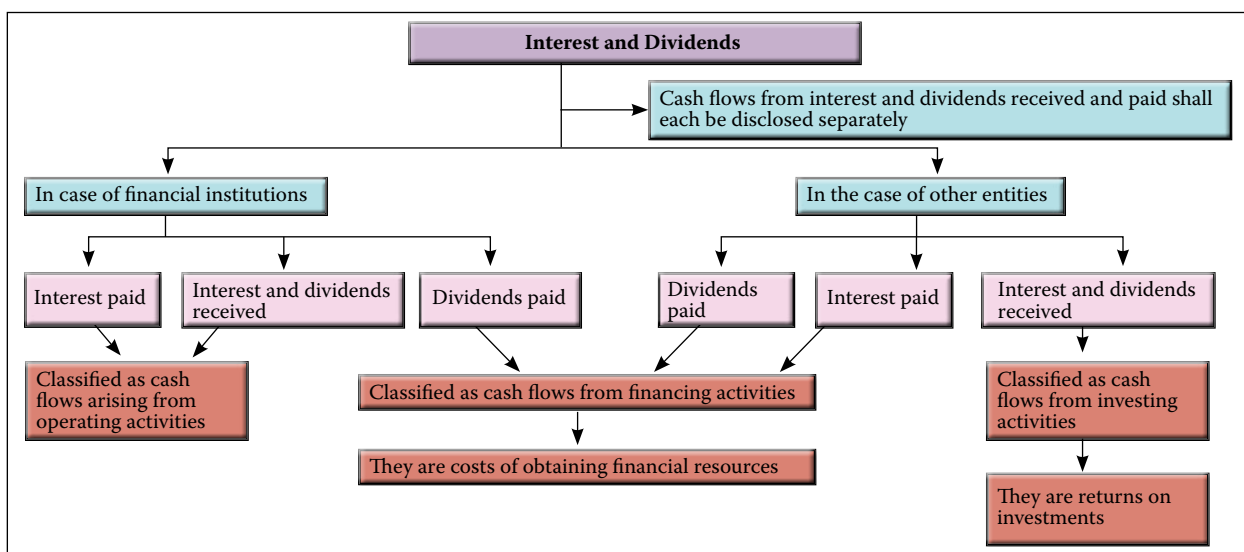 Interest and Dividends
Cash flows from interest and dividends received and paid shall
each be disclosed separately
In case of financial institutions
In the case of other entities
Interest paid
Interest and dividends
received
Dividends paid
Dividends
paid
Interest paid
Interest and dividends
received
Classified as cash
flows arising from
operating activities
Classified as cash flows from financing activities
Classified as cash
flows from investing
activities
They are costs of obtaining financial resources
They are returns on
investments